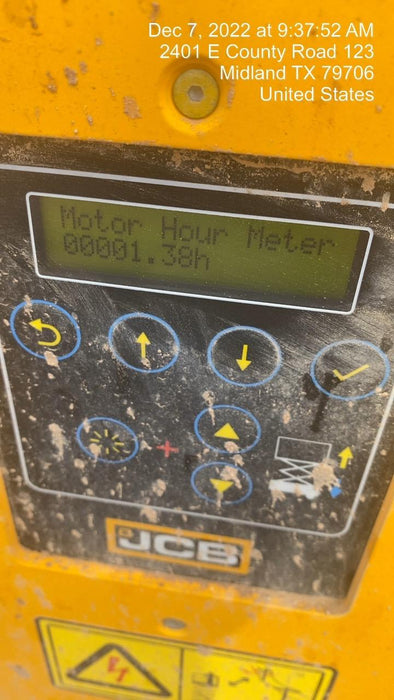 Dec 7, 2022 at 9:37:52 AM
2401 E County Road 123
Midland TX 79706
United States
Motor Hour Meter
00001.38h
JCB